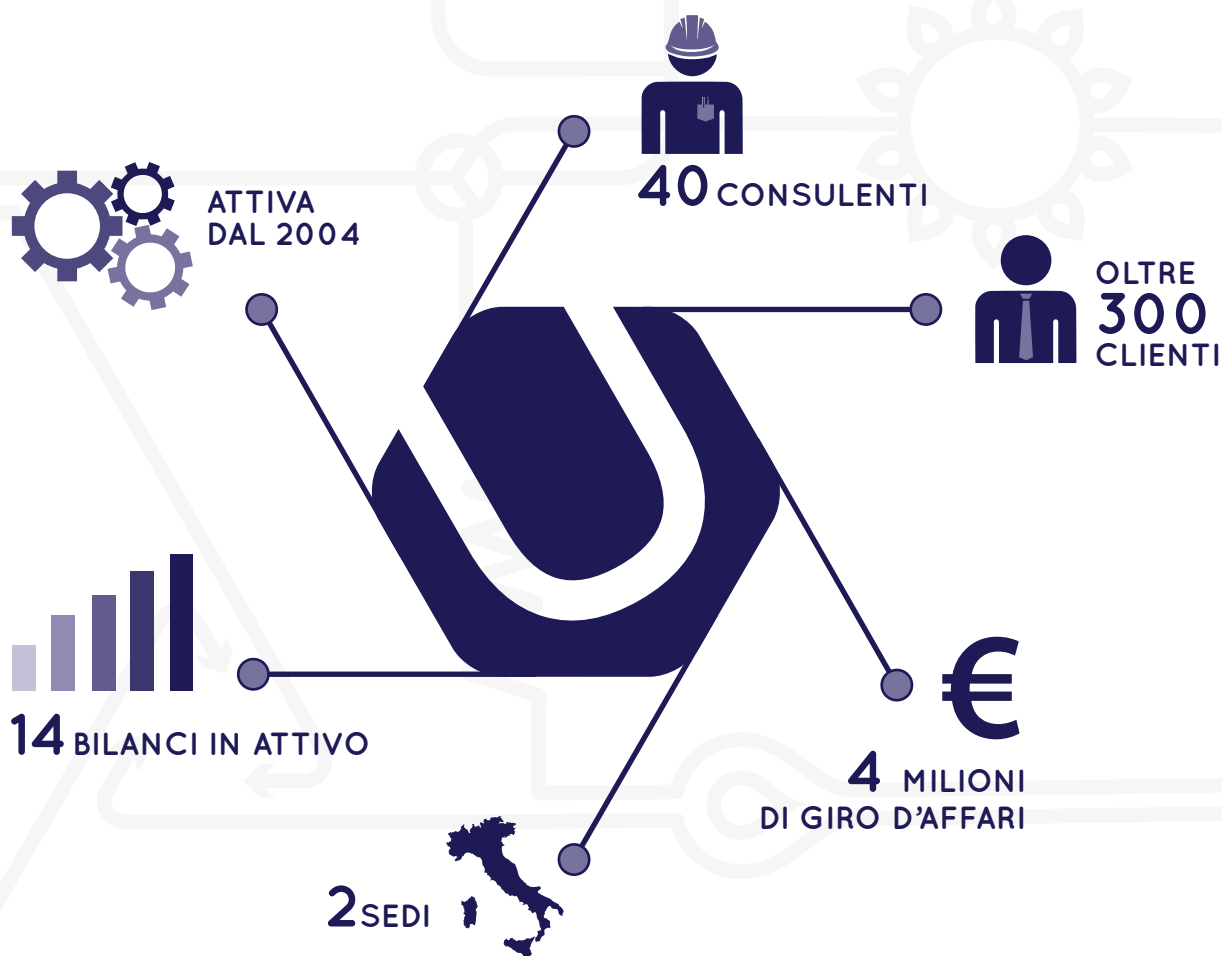 40 CONSULENTI
ATTIVA
DAL 2004
OLTRE
300
CLIENTI
14 BILANCI IN ATTIVO
4 MILIONI
DI GIRO D’AFFARI
2 SEDI